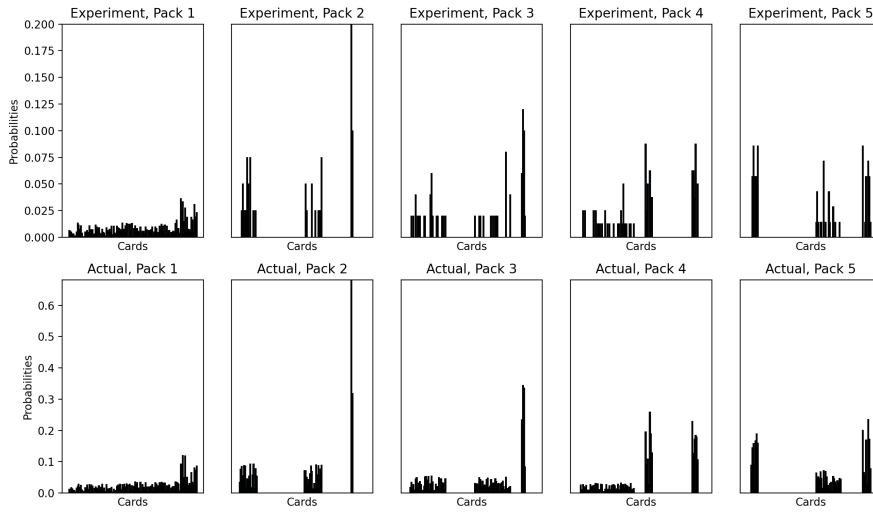 Experiment, Pack 1
Experiment, Pack 2
Experiment, Pack 3
Experiment, Pack 4
Experiment, Pack 5
0.200
0.175
0.150
0.125
0.100
0.075
0.050
0.025
0.000
Probabilities
Cards
Cards
Cards
Cards
Cards
Actual, Pack 1
Actual, Pack 2
Actual, Pack 3
Actual, Pack 4
Actual, Pack 5
0.6
0.5
0.4
0.3
0.2
0.1
0.0
Probabilities
Cards
Cards
Cards
Cards
Cards